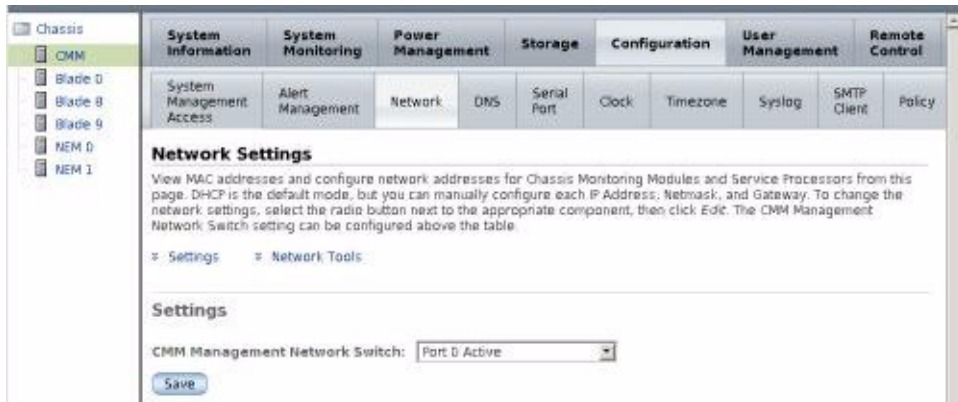 Chassis
CMM
Blade 0
Blade 8
Blade 9
NEM 0
NEM 1
System Information
System Monitoring
Power Management
Storage
Configuration
User Management
Remote Control
System Management Access
Alert Management
Network
DNS
Serial Port
Clock
Timezone
Syslog
SMTP Client
Policy
Network Settings
View MAC addresses and configure network addresses for Chassis Monitoring Modules and Service Processors from this
page. DHCP is the default mode, but you can manually configure each IP Address, Netmask, and Gateway. To change the
network settings, select the radio button next to the appropriate component, then click Edit. The CMM Management
Network Switch setting can be configured above the table
Settings
Network Tools
Settings
CMM Management Network Switch: Port 0 Active
Save